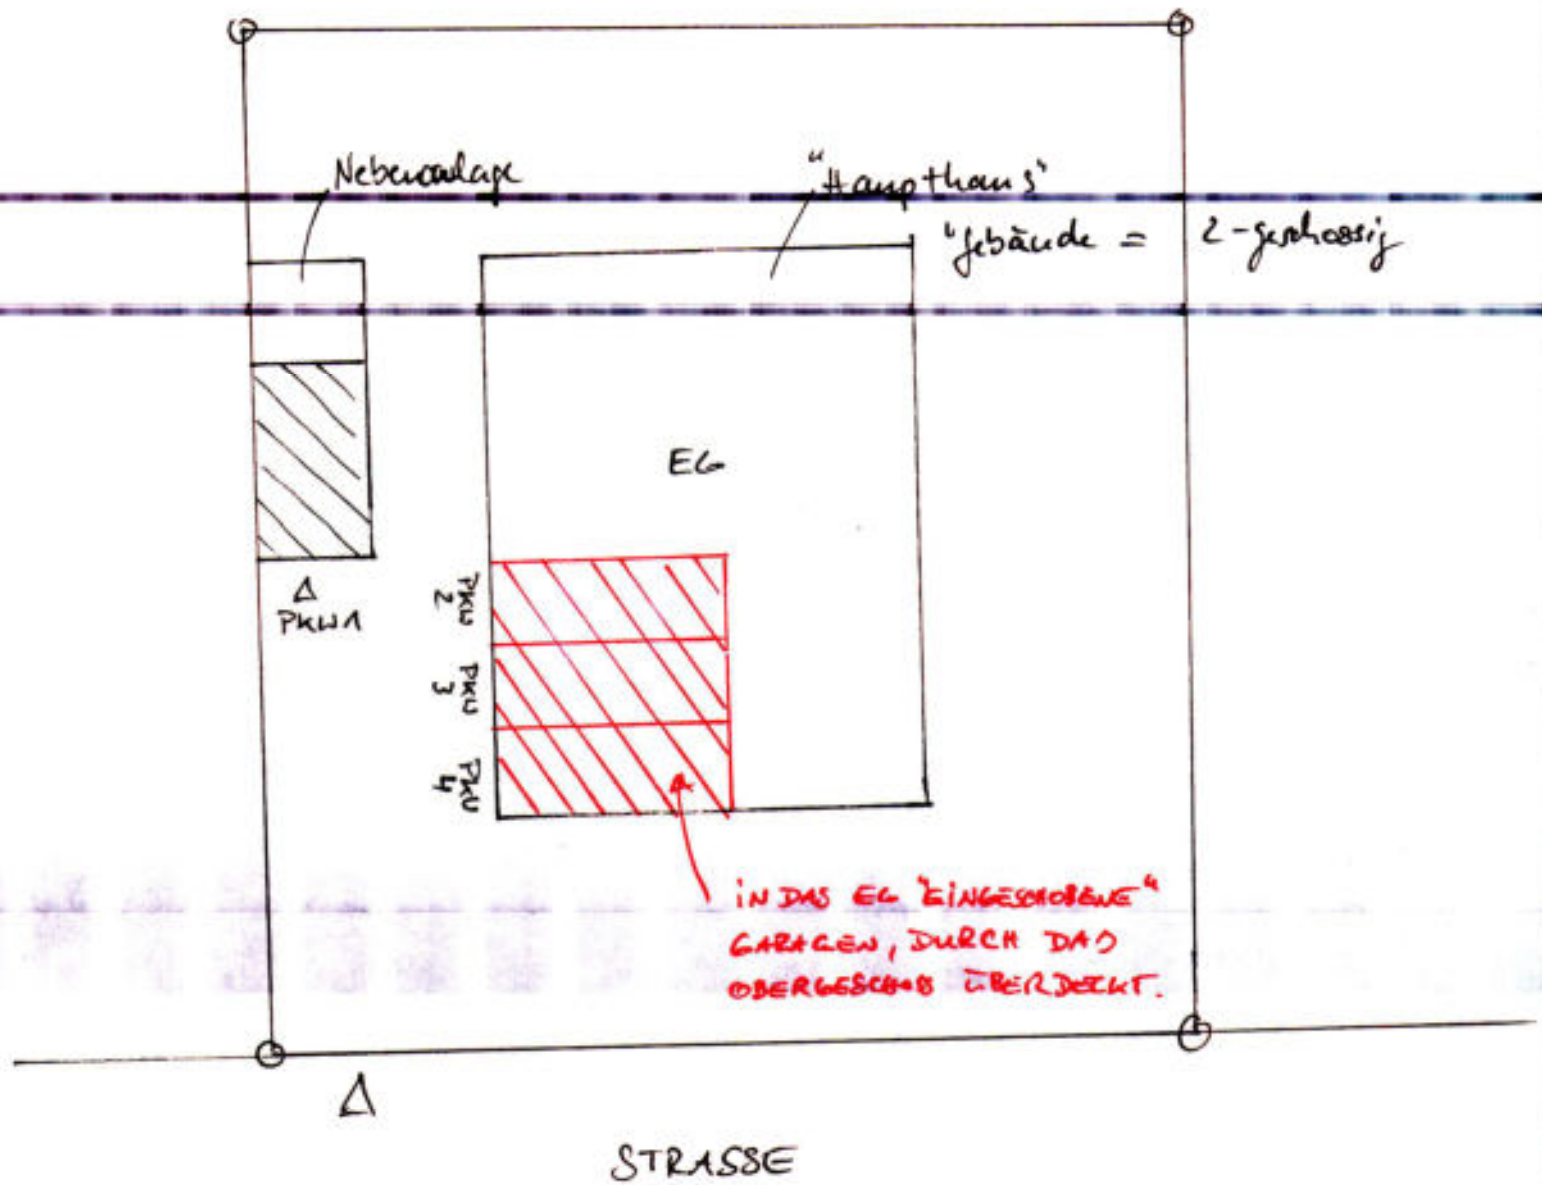 Nebenanlage
"Haupthaus"
"Gebäude = 2-geschossig
EG
PKW 1
PKW
2
PKW
3
PKW
4
IN DAS EG "EINGESCHOBENE"
GARAGEN, DURCH DAS
OBERGESCHOSS ÜBERDECKT.
STRASSE